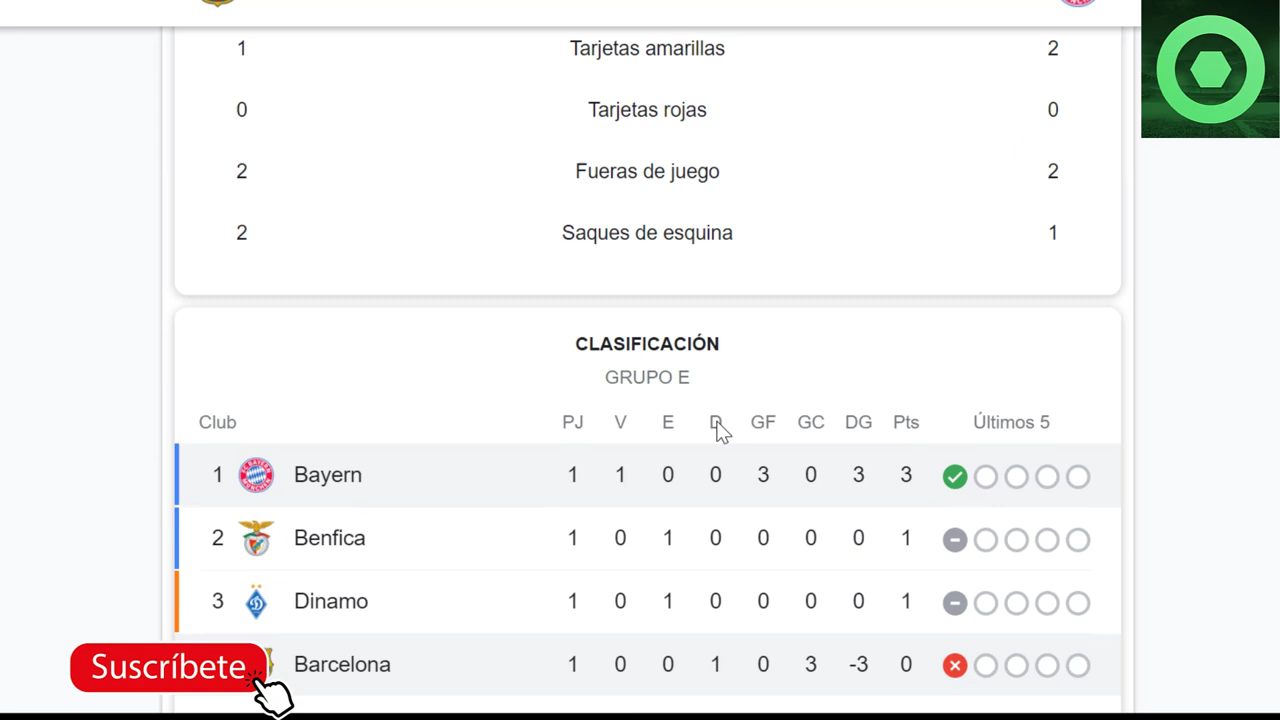 1 Tarjetas amarillas 2
0 Tarjetas rojas 0
2 Fueras de juego 2
2 Saques de esquina 1
CLASIFICACIÓN
GRUPO E
Club PJ V E D GF GC DG Pts Últimos 5
1 Bayern 1 1 0 0 3 0 3 3
2 Benfica 1 0 1 0 0 0 0 1
3 Dinamo 1 0 1 0 0 0 0 1
Barcelona 1 0 0 1 0 3 -3 0
Suscríbete